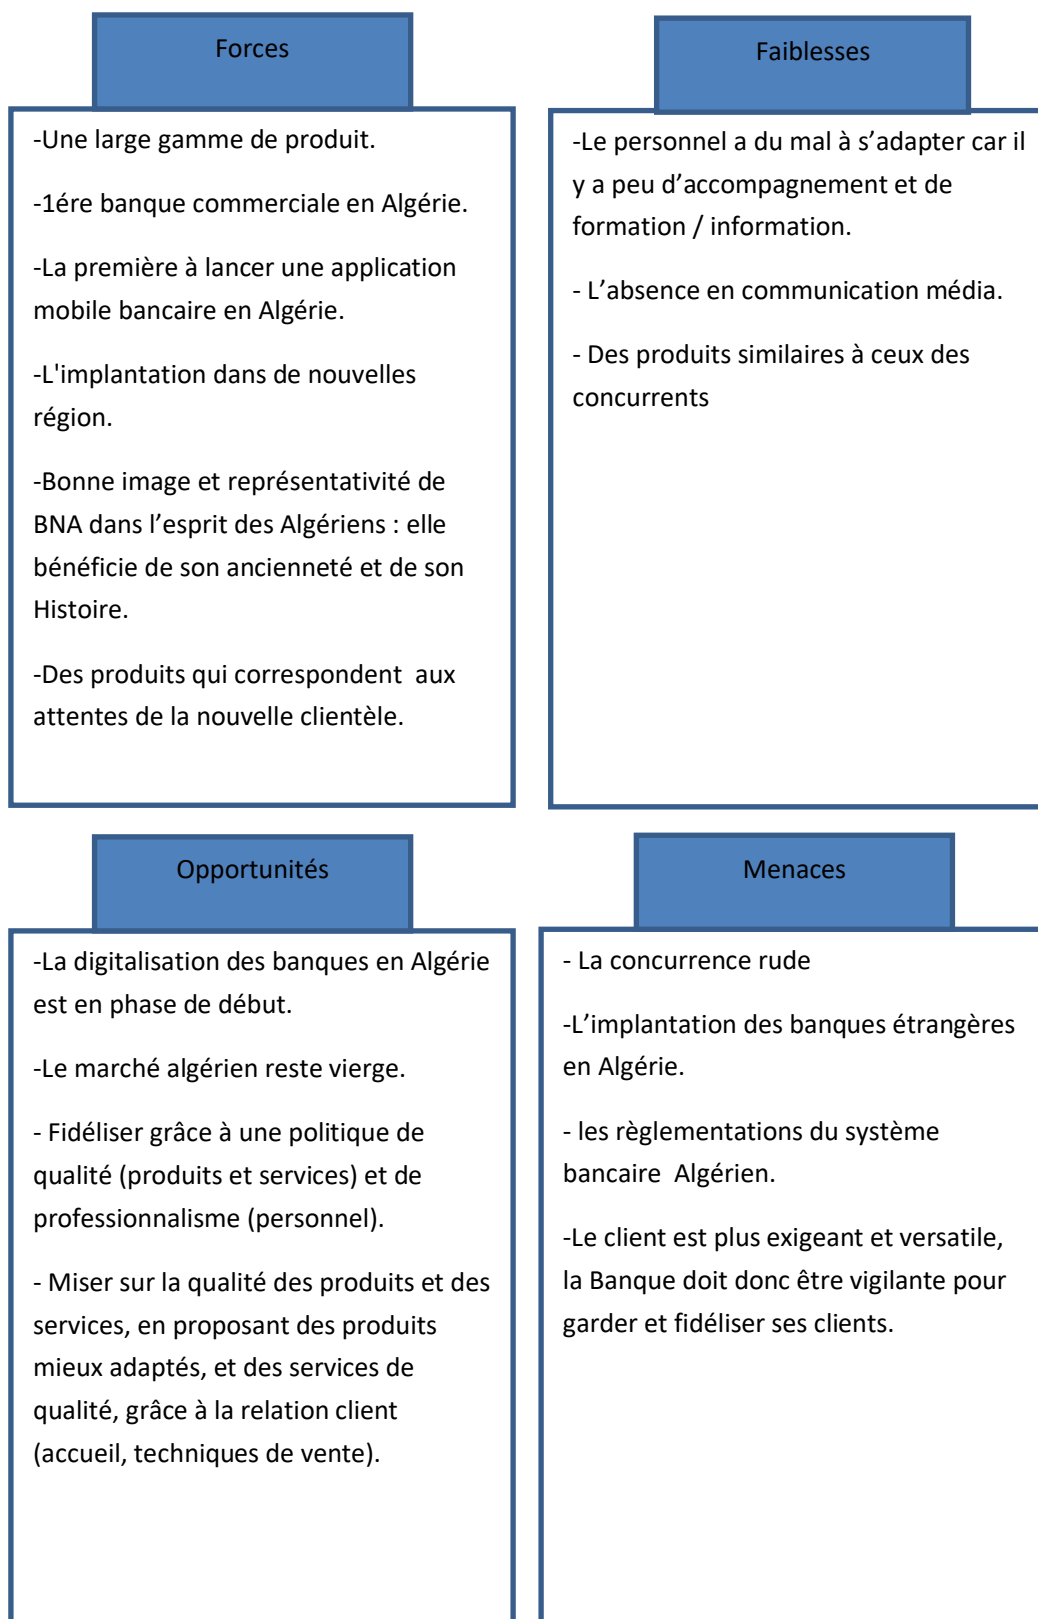 Forces
-Une large gamme de produit.
-1ére banque commerciale en Algérie.
-La première à lancer une application
mobile bancaire en Algérie.
-L'implantation dans de nouvelles
région.
-Bonne image et représentativité de
BNA dans l’esprit des Algériens : elle
bénéficie de son ancienneté et de son
Histoire.
-Des produits qui correspondent  aux
attentes de la nouvelle clientèle.
Faiblesses
-Le personnel a du mal à s’adapter car il
y a peu d’accompagnement et de
formation / information.
- L’absence en communication média.
- Des produits similaires à ceux des
concurrents
Opportunités
-La digitalisation des banques en Algérie
est en phase de début.
-Le marché algérien reste vierge.
- Fidéliser grâce à une politique de
qualité (produits et services) et de
professionnalisme (personnel).
- Miser sur la qualité des produits et des
services, en proposant des produits
mieux adaptés, et des services de
qualité, grâce à la relation client
(accueil, techniques de vente).
Menaces
- La concurrence rude
-L’implantation des banques étrangères
en Algérie.
- les règlementations du système
bancaire  Algérien.
-Le client est plus exigeant et versatile,
la Banque doit donc être vigilante pour
garder et fidéliser ses clients.